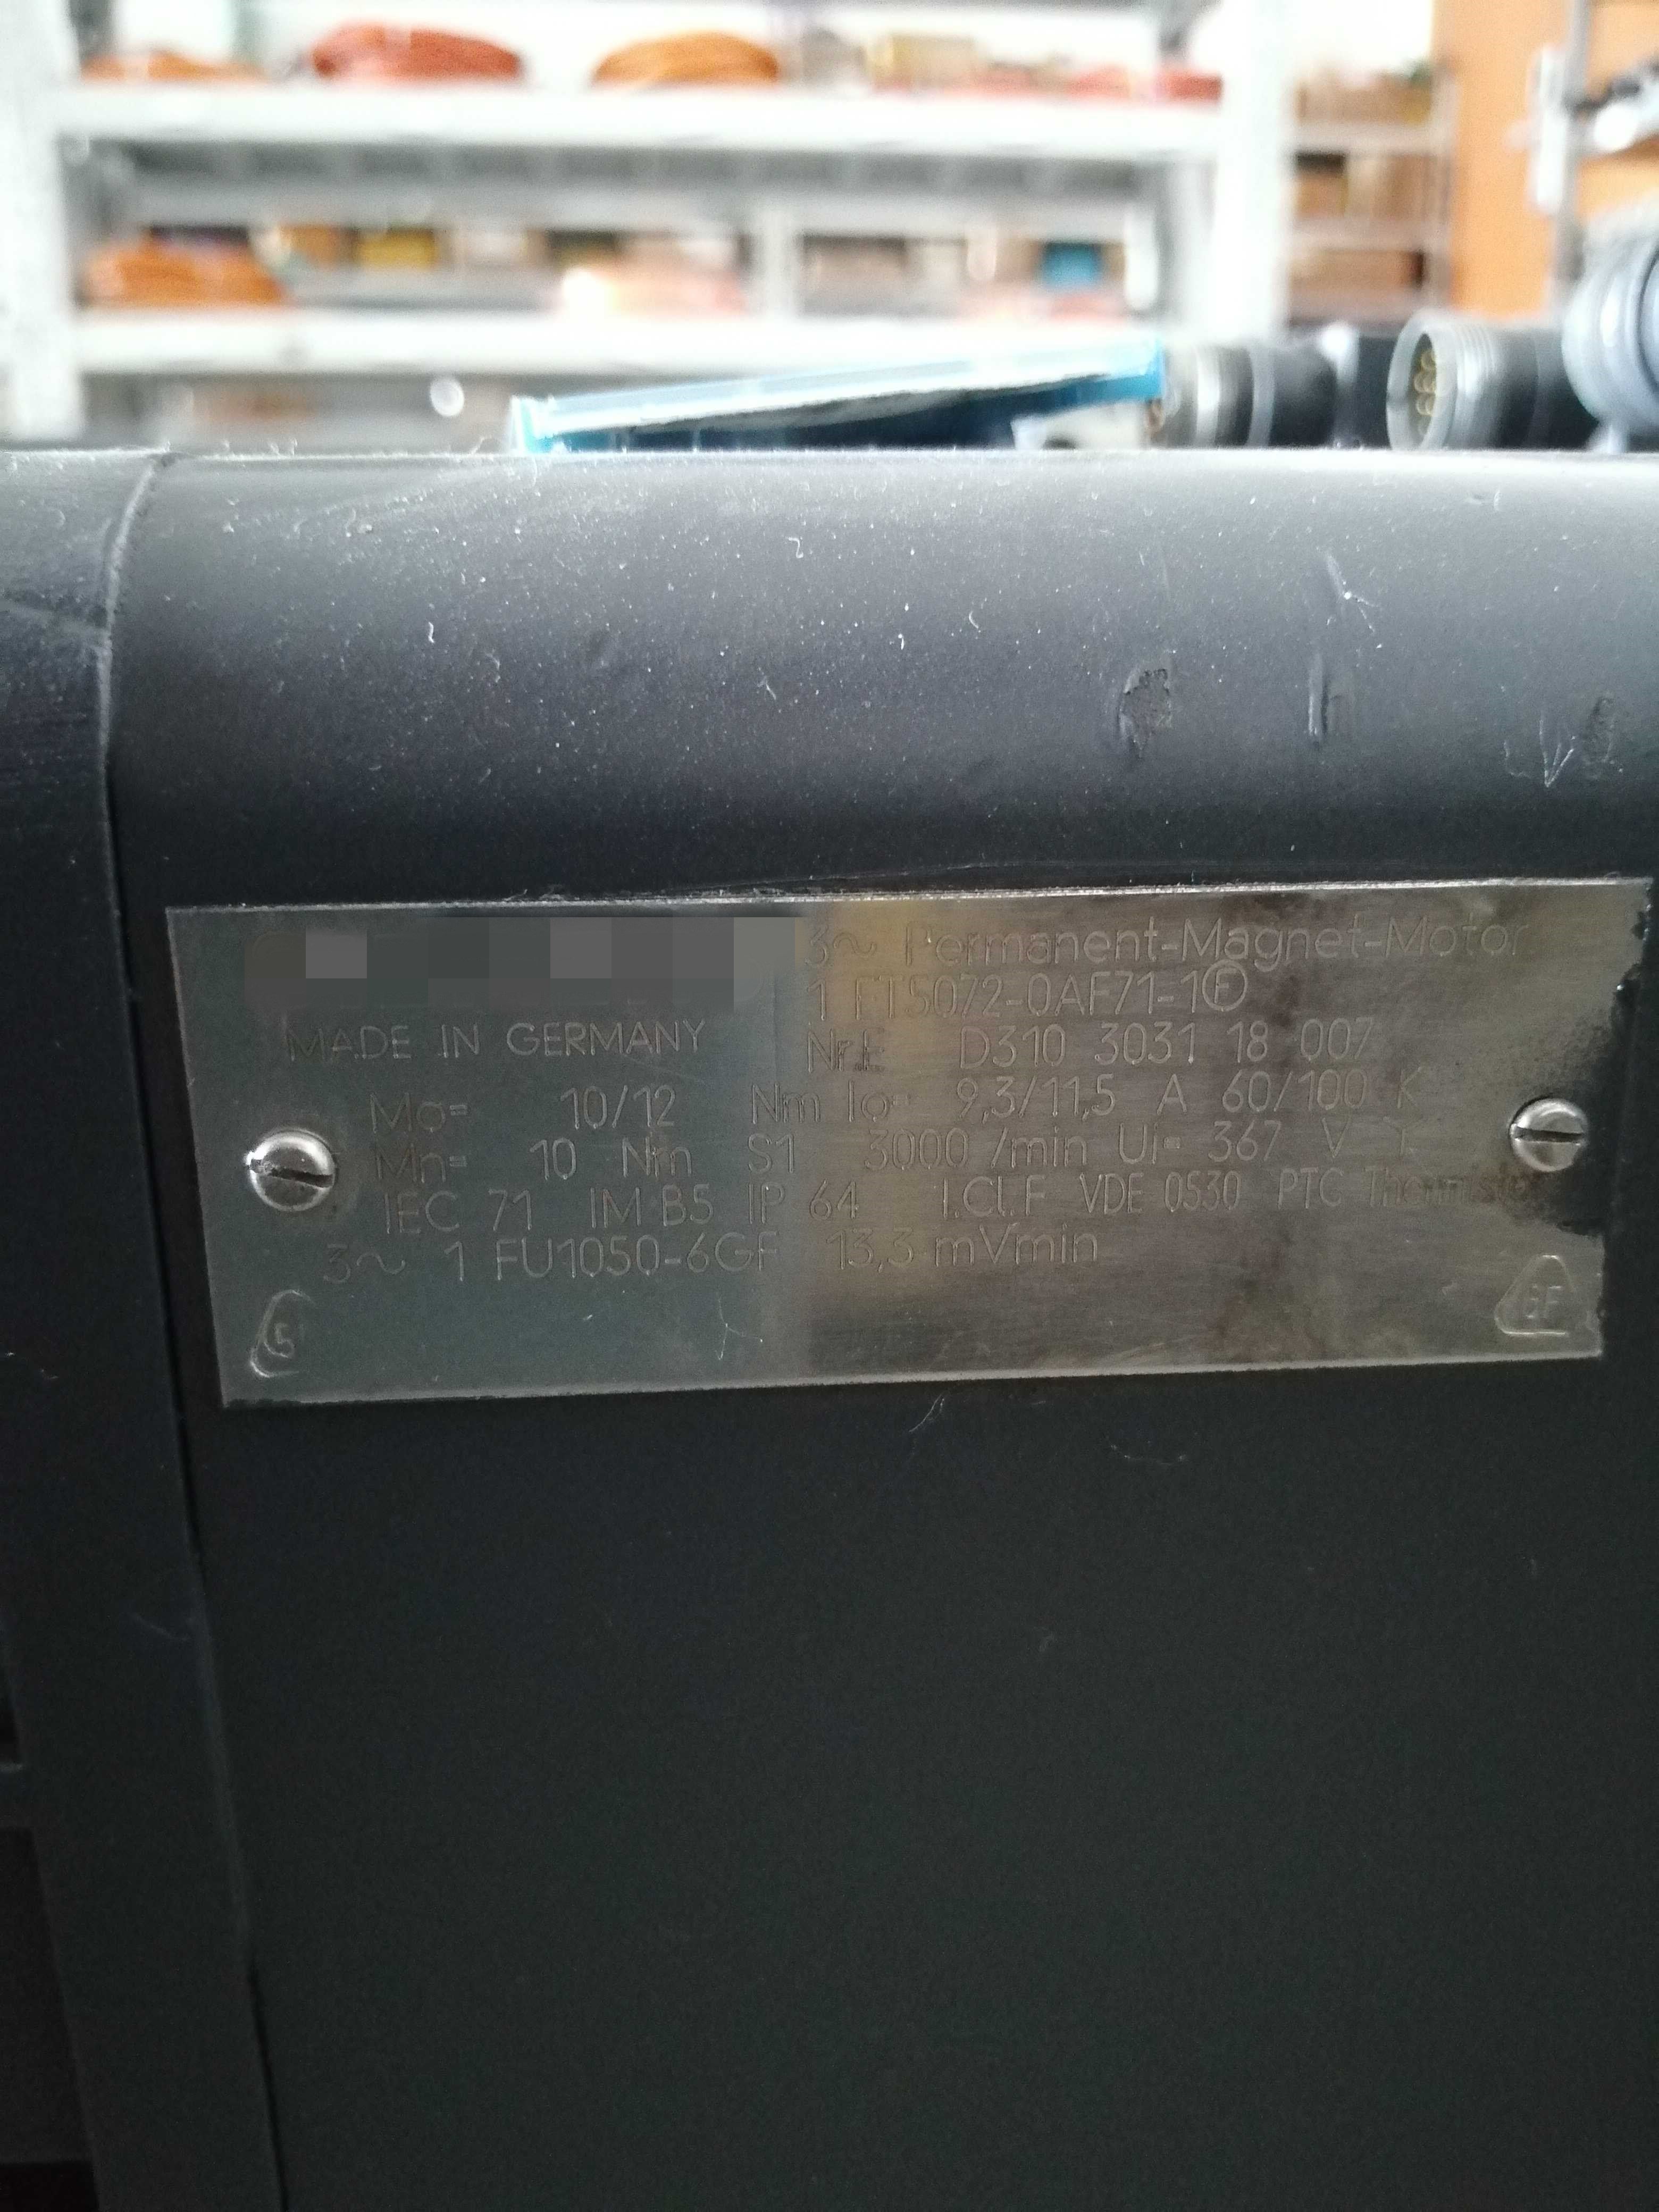 3~ Permanent-Magnet-Motor
1 FT5072-0AF71-1 Ⓔ
MADE IN GERMANY
Nr.E D310 3031 18 007
Mo= 10/12 Nm Io= 9,3/11,5 A 60/100 K
Mn= 10 Nm S1 3000 /min Ui= 367 V Y
IEC 71 IM B5 IP 64 I.Cl.F VDE 0530 PTC Thermistor
3~ 1 FU1050-6GF 13,3 mVmin